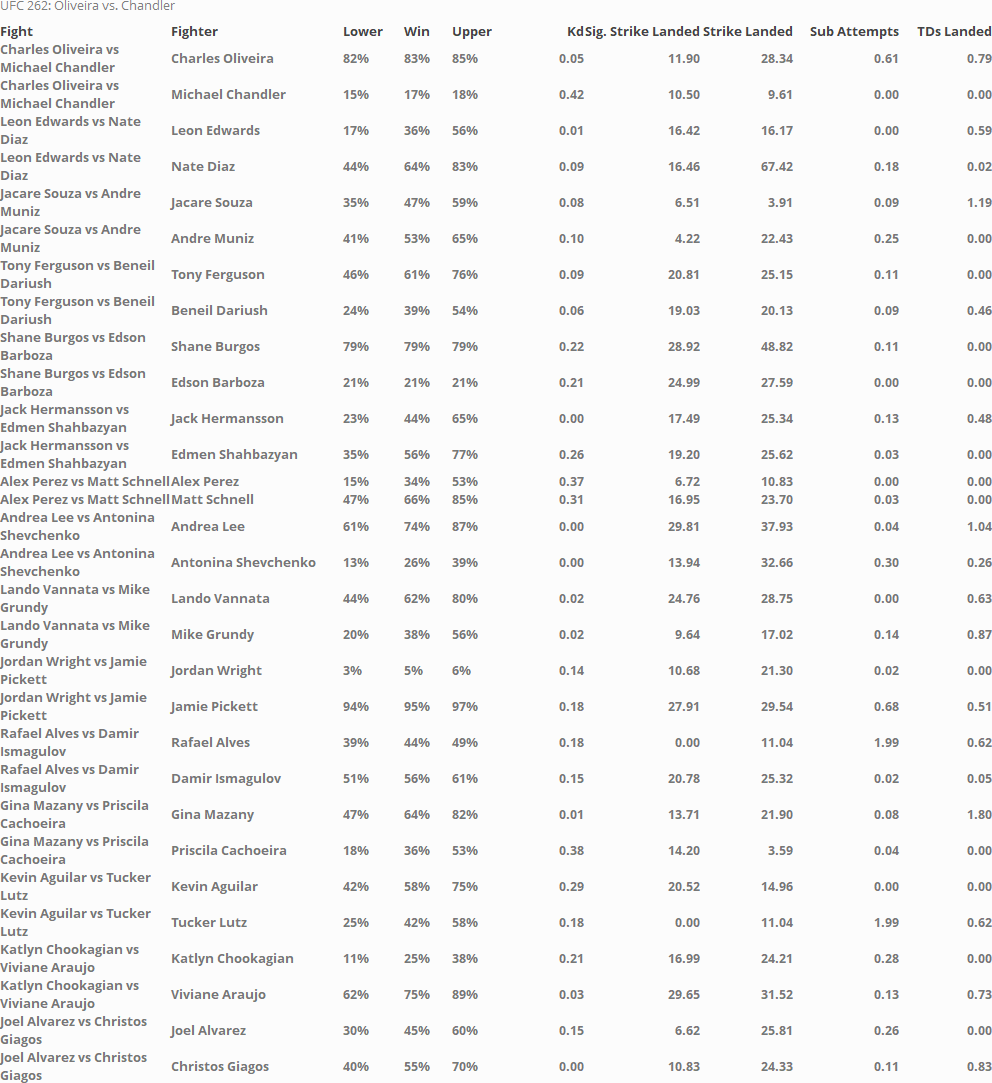 UFC 262: Oliveira vs. Chandler
Fight Fighter Lower Win Upper Kd Sig. Strike Landed Strike Landed Sub Attempts TDs Landed
Charles Oliveira vs
Michael Chandler Charles Oliveira 82% 83% 85% 0.05 11.90 28.34 0.61 0.79
Charles Oliveira vs
Michael Chandler Michael Chandler 15% 17% 18% 0.42 10.50 9.61 0.00 0.00
Leon Edwards vs Nate
Diaz Leon Edwards 17% 36% 56% 0.01 16.42 16.17 0.00 0.59
Leon Edwards vs Nate
Diaz Nate Diaz 44% 64% 83% 0.09 16.46 67.42 0.18 0.02
Jacare Souza vs Andre
Muniz Jacare Souza 35% 47% 59% 0.08 6.51 3.91 0.09 1.19
Jacare Souza vs Andre
Muniz Andre Muniz 41% 53% 65% 0.10 4.22 22.43 0.25 0.00
Tony Ferguson vs Beneil
Dariush Tony Ferguson 46% 61% 76% 0.09 20.81 25.15 0.11 0.00
Tony Ferguson vs Beneil
Dariush Beneil Dariush 24% 39% 54% 0.06 19.03 20.13 0.09 0.46
Shane Burgos vs Edson
Barboza Shane Burgos 79% 79% 79% 0.22 28.92 48.82 0.11 0.00
Shane Burgos vs Edson
Barboza Edson Barboza 21% 21% 21% 0.21 24.99 27.59 0.00 0.00
Jack Hermansson vs
Edmen Shahbazyan Jack Hermansson 23% 44% 65% 0.00 17.49 25.34 0.13 0.48
Jack Hermansson vs
Edmen Shahbazyan Edmen Shahbazyan 35% 56% 77% 0.26 19.20 25.62 0.03 0.00
Alex Perez vs Matt Schnell Alex Perez 15% 34% 53% 0.37 6.72 10.83 0.00 0.00
Alex Perez vs Matt Schnell Matt Schnell 47% 66% 85% 0.31 16.95 23.70 0.03 0.00
Andrea Lee vs Antonina
Shevchenko Andrea Lee 61% 74% 87% 0.00 29.81 37.93 0.04 1.04
Andrea Lee vs Antonina
Shevchenko Antonina Shevchenko 13% 26% 39% 0.00 13.94 32.66 0.30 0.26
Lando Vannata vs Mike
Grundy Lando Vannata 44% 62% 80% 0.02 24.76 28.75 0.00 0.63
Lando Vannata vs Mike
Grundy Mike Grundy 20% 38% 56% 0.02 9.64 17.02 0.14 0.87
Jordan Wright vs Jamie
Pickett Jordan Wright 3% 5% 6% 0.14 10.68 21.30 0.02 0.00
Jordan Wright vs Jamie
Pickett Jamie Pickett 94% 95% 97% 0.18 27.91 29.54 0.68 0.51
Rafael Alves vs Damir
Ismagulov Rafael Alves 39% 44% 49% 0.18 0.00 11.04 1.99 0.62
Rafael Alves vs Damir
Ismagulov Damir Ismagulov 51% 56% 61% 0.15 20.78 25.32 0.02 0.05
Gina Mazany vs Priscila
Cachoeira Gina Mazany 47% 64% 82% 0.01 13.71 21.90 0.08 1.80
Gina Mazany vs Priscila
Cachoeira Priscila Cachoeira 18% 36% 53% 0.38 14.20 3.59 0.04 0.00
Kevin Aguilar vs Tucker
Lutz Kevin Aguilar 42% 58% 75% 0.29 20.52 14.96 0.00 0.00
Kevin Aguilar vs Tucker
Lutz Tucker Lutz 25% 42% 58% 0.18 0.00 11.04 1.99 0.62
Katlyn Chookagian vs
Viviane Araujo Katlyn Chookagian 11% 25% 38% 0.21 16.99 24.21 0.28 0.00
Katlyn Chookagian vs
Viviane Araujo Viviane Araujo 62% 75% 89% 0.03 29.65 31.52 0.13 0.73
Joel Alvarez vs Christos
Giagos Joel Alvarez 30% 45% 60% 0.15 6.62 25.81 0.26 0.00
Joel Alvarez vs Christos
Giagos Christos Giagos 40% 55% 70% 0.00 10.83 24.33 0.11 0.83